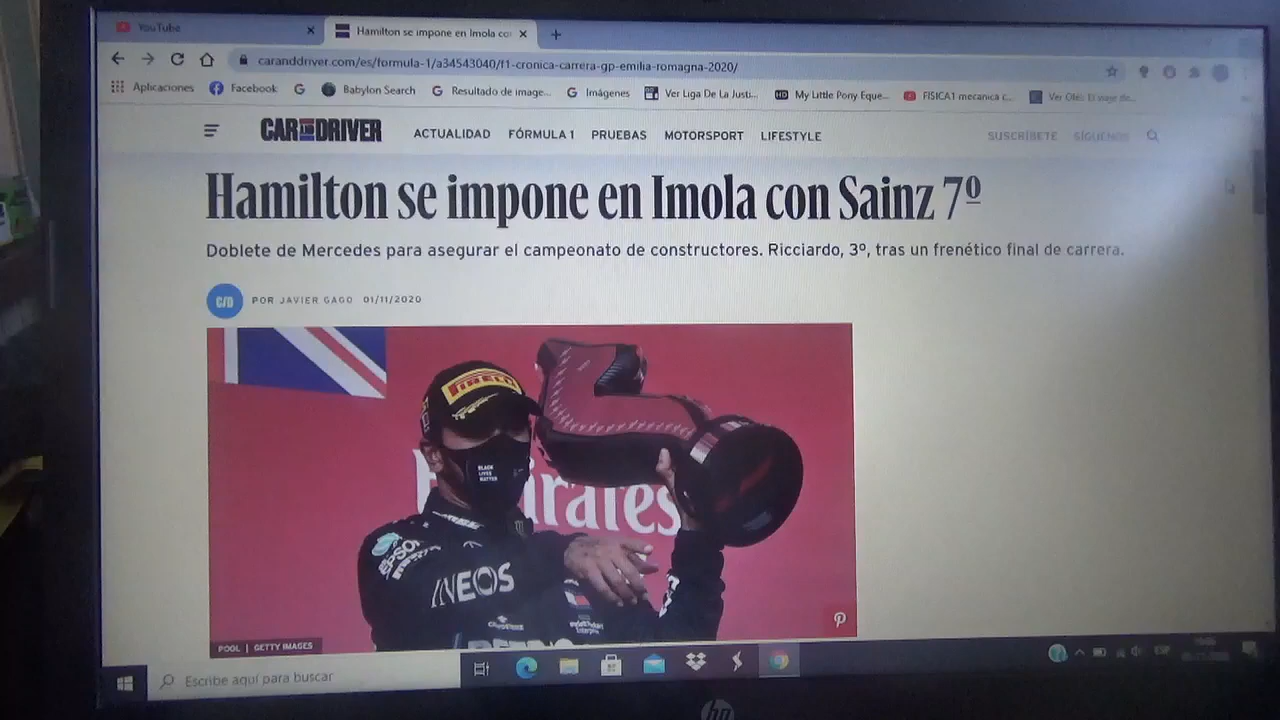 YouTube
Hamilton se impone en Imola co
caranddriver.com/es/formula-1/a34543040/f1-cronica-carrera-gp-emilia-romagna-2020/
Aplicaciones
Facebook
Babylon Search
Resultado de image...
Imágenes
Ver Liga De La Justi...
My Little Pony Eque...
FISICA1 mecanica c...
CAR AND DRIVER
ACTUALIDAD
FÓRMULA 1
PRUEBAS
MOTORSPORT
LIFESTYLE
SUSCRÍBETE
SÍGUENOS
Hamilton se impone en Imola con Sainz 7º
Doblete de Mercedes para asegurar el campeonato de constructores. Ricciardo, 3º, tras un frenético final de carrera.
C/D
POR JAVIER GAGO 01/11/2020
PIRELLI
BLACK
LIVES
MATTER
Emirates
EPSON
INEOS
POOL | GETTY IMAGES
Escribe aquí para buscar
ESP
hp